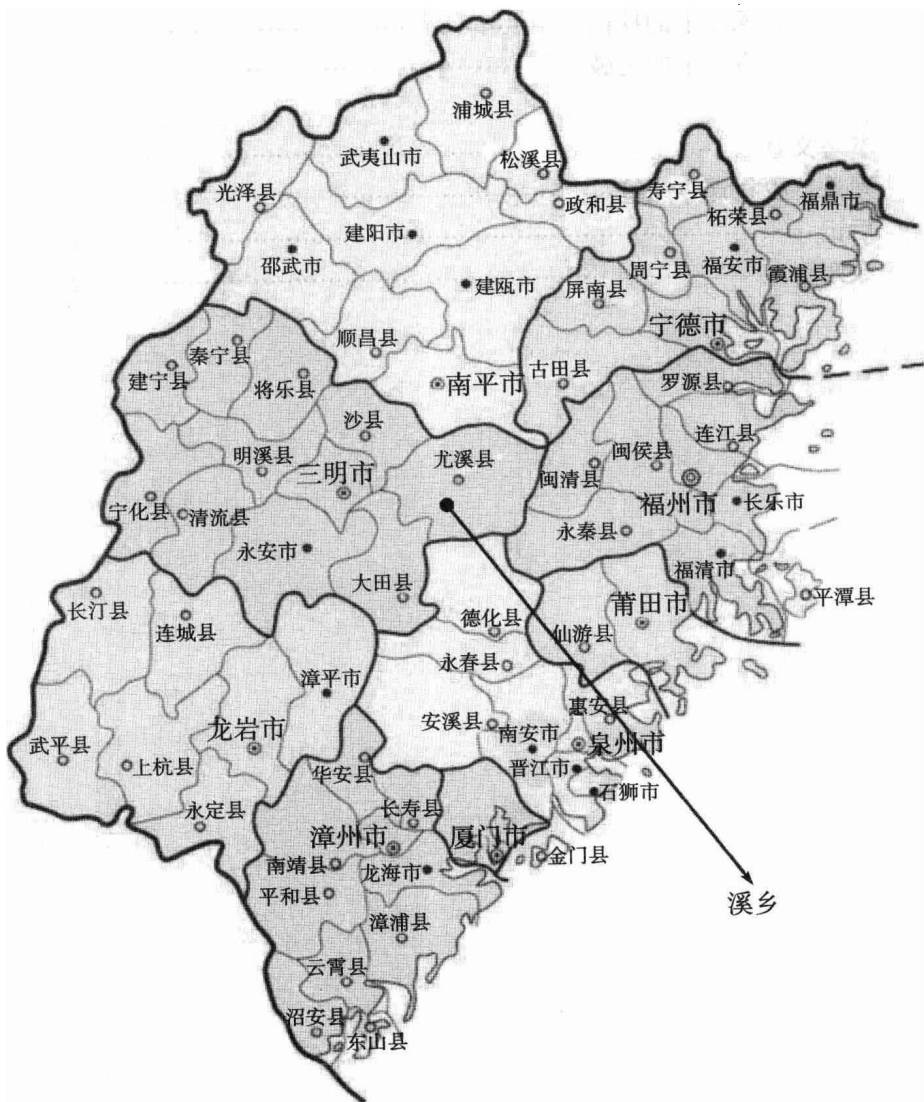 浦城县
武夷山市
松溪县
光泽县
寿宁县
福鼎市
柘荣县
政和县
建阳市
邵武市
周宁县
福安市
霞浦县
建瓯市
屏南县
宁德市
顺昌县
秦宁县
建宁县
将乐县
南平市
古田县
罗源县
沙县
连江县
明溪县
尤溪县
闽侯县
三明市
闽清县
福州市
长乐市
宁化县
清流县
永秦县
永安市
福清市
大田县
平潭县
长汀县
莆田市
连城县
德化县
仙游县
永春县
漳平市
惠安县
安溪县
龙岩市
南安市
泉州市
武平县
上杭县
华安县
晋江市
石狮市
永定县
长寿县
漳州市
厦门市
金门县
南靖县
龙海市
平和县
溪乡
漳浦县
云霄县
沼安县
东山县